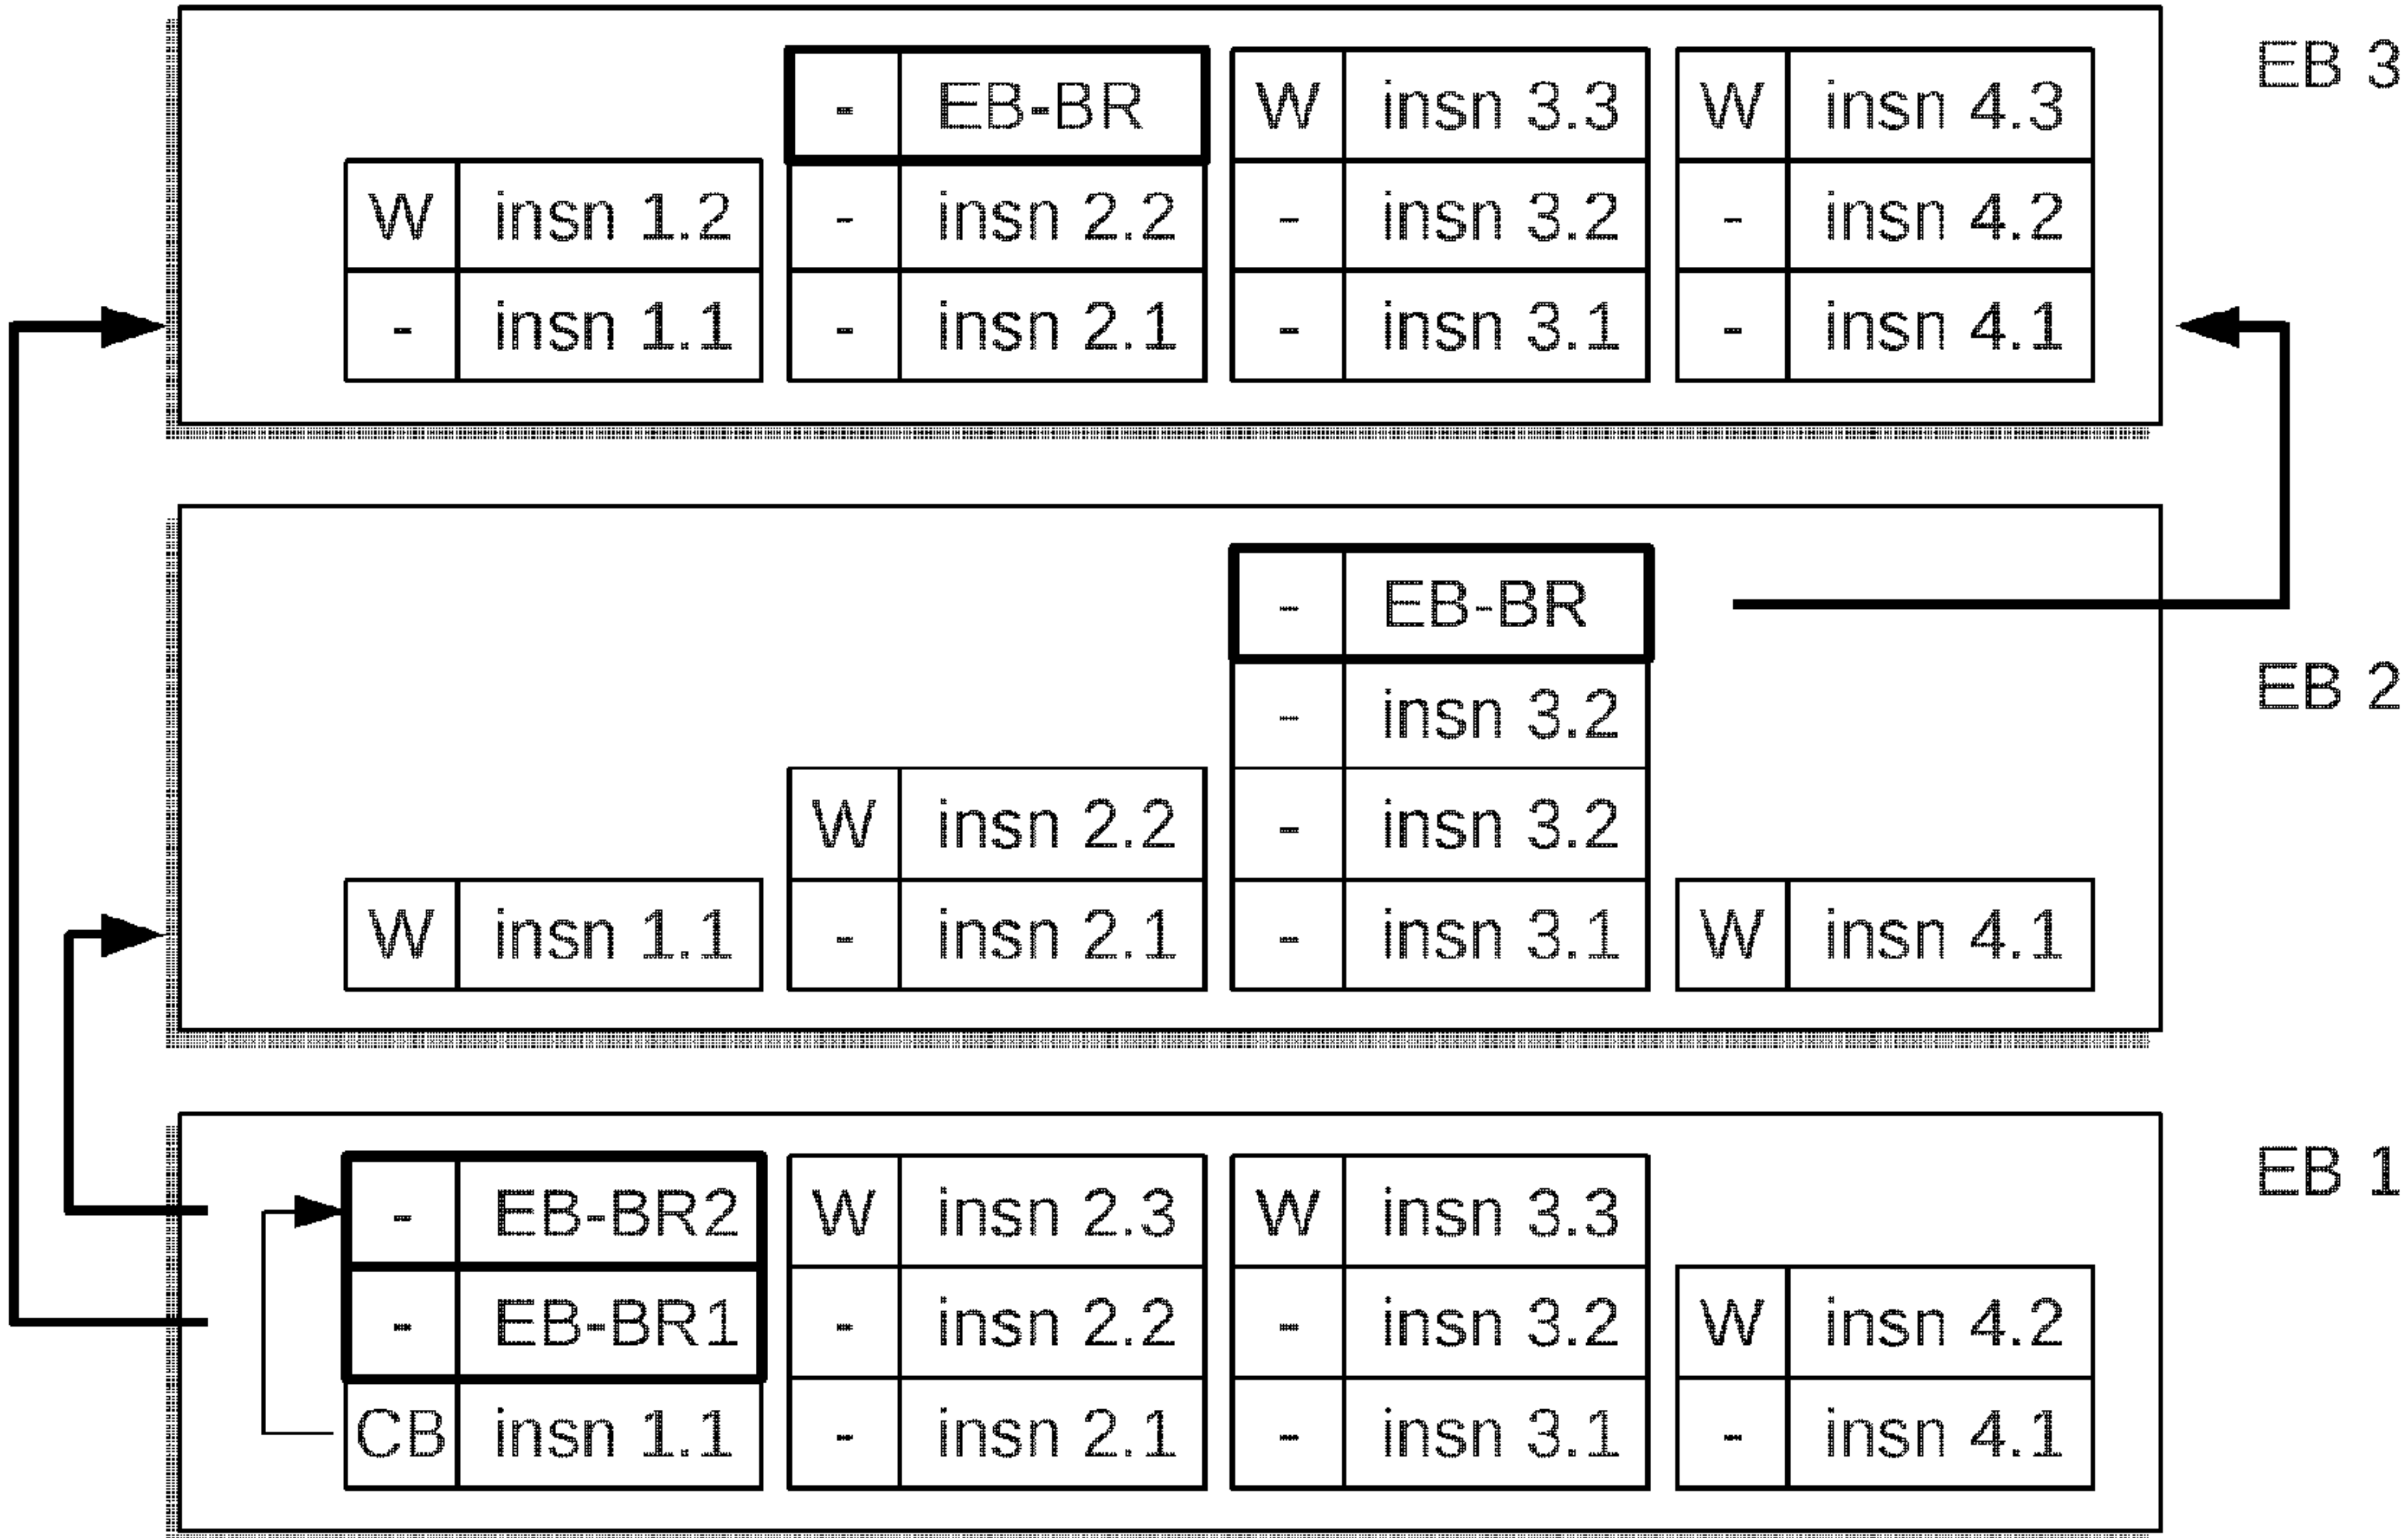 EB 3
- EB-BR W insn 3.3 W insn 4.3
W insn 1.2 - insn 2.2 - insn 3.2 - insn 4.2
- insn 1.1 - insn 2.1 - insn 3.1 - insn 4.1
- EB-BR
EB 2
- insn 3.2
W insn 2.2 - insn 3.2
W insn 1.1 - insn 2.1 - insn 3.1 W insn 4.1
EB 1
- EB-BR2 W insn 2.3 W insn 3.3
- EB-BR1 - insn 2.2 - insn 3.2 W insn 4.2
CB insn 1.1 - insn 2.1 - insn 3.1 - insn 4.1